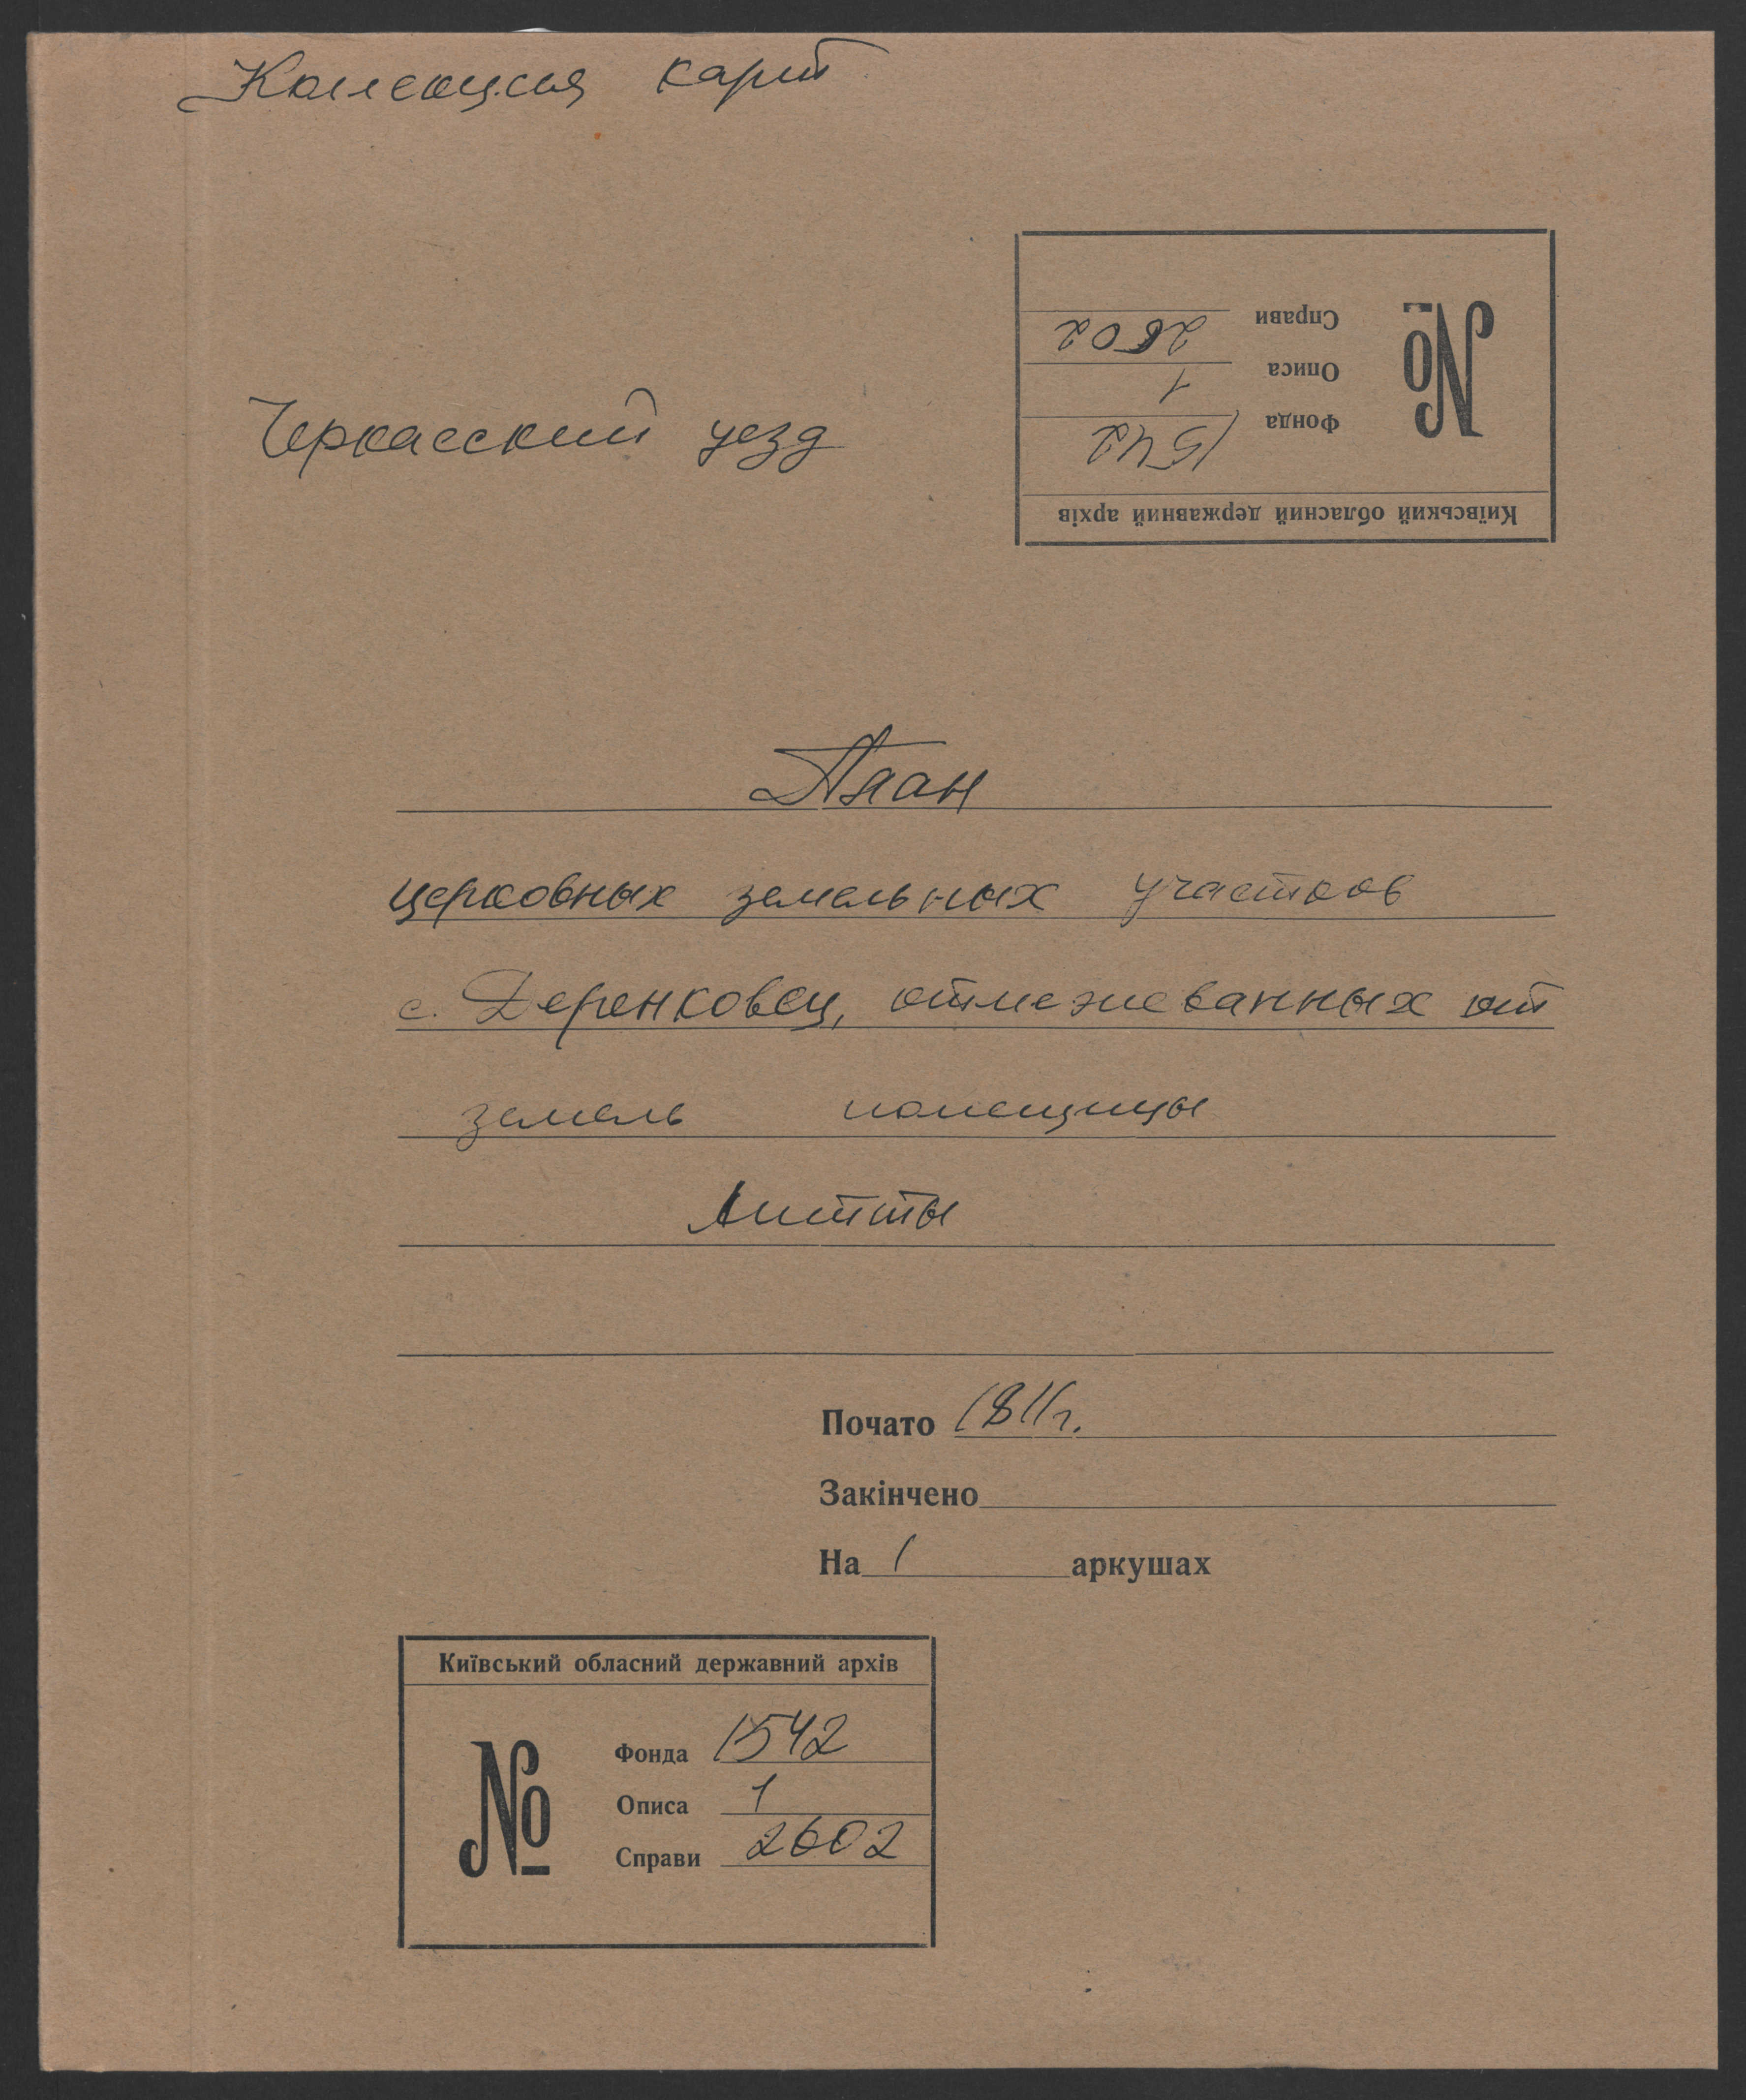 Коллекция карт
Київський обласний державний архів
№
Фонда 1542
Описа 1
Справи 2602
Черкасский уезд
План
церковных земельных участков
с. Деренковец, отмежеванных от
земель помещицы
Литты
Почато 1811г.
Закінчено
На 1 аркушах
Київський обласний державний архів
№
Фонда 1542
Описа 1
Справи 2602